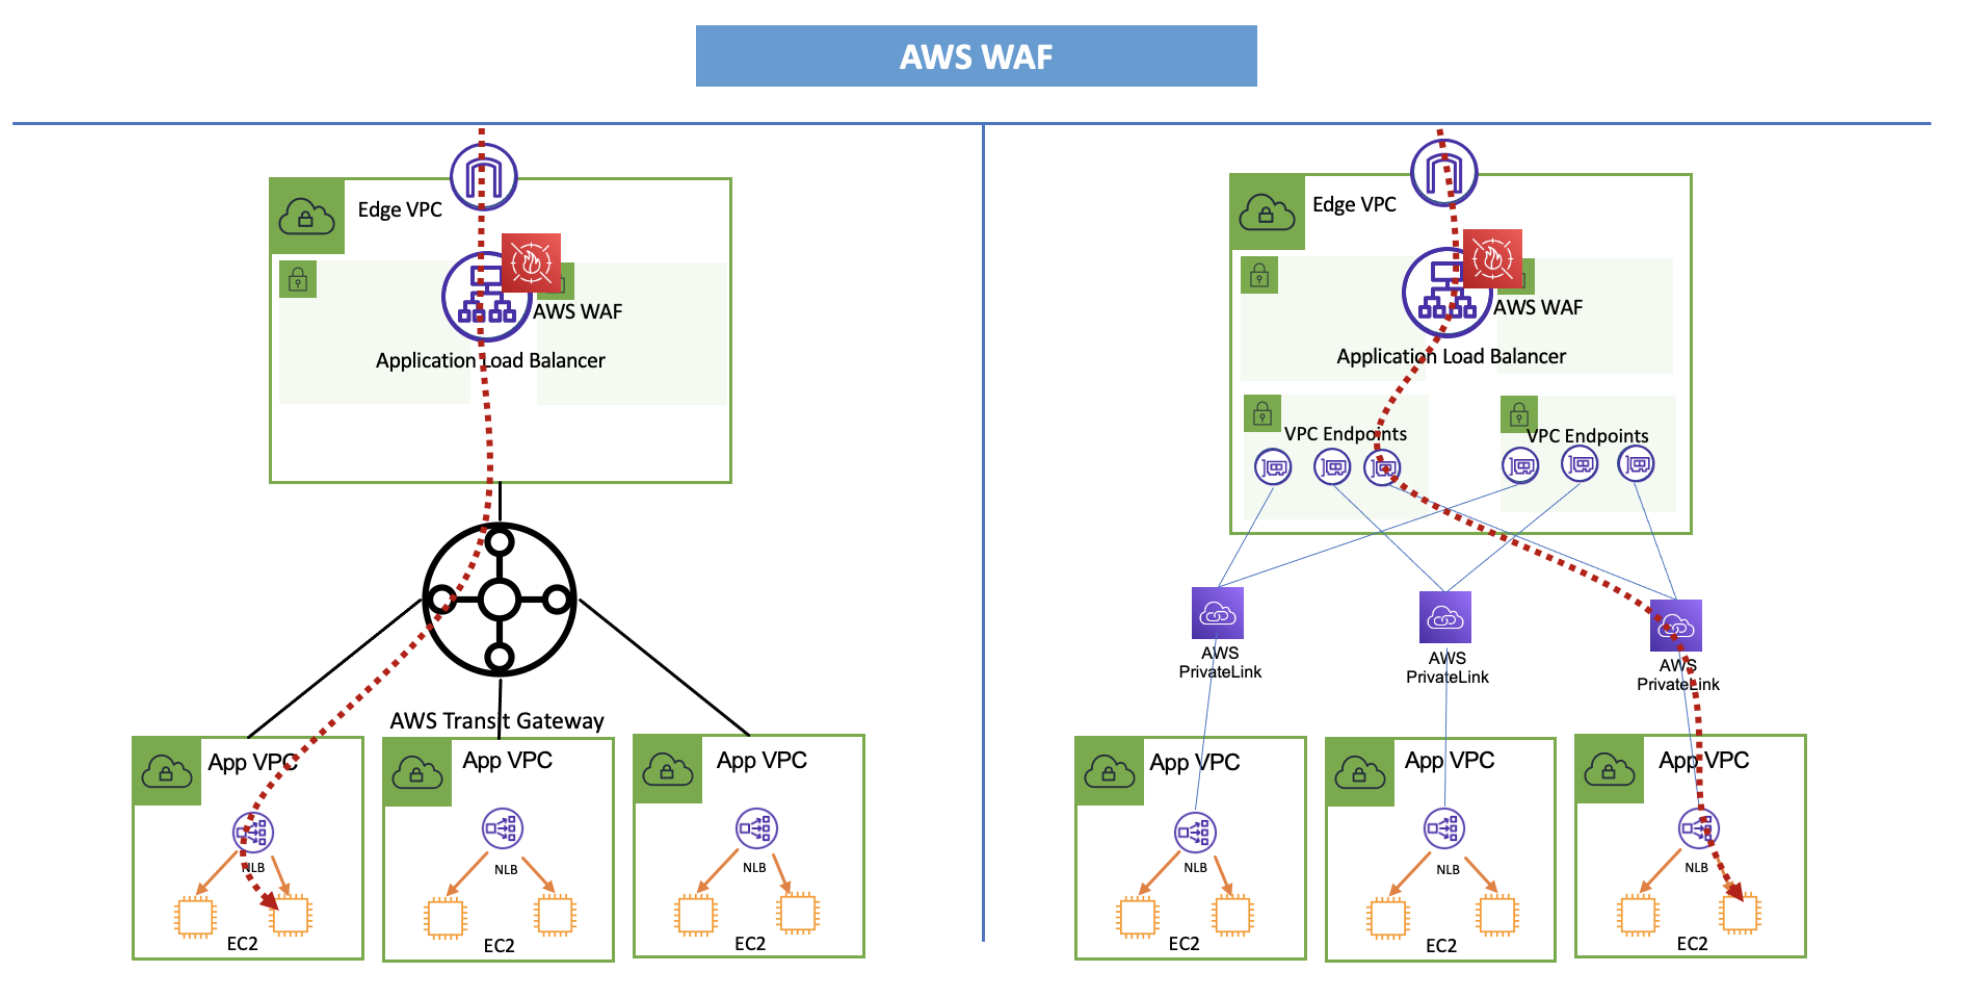 AWS WAF
Edge VPC
AWS WAF
Application Load Balancer
AWS Transit Gateway
App VPC
NLB
EC2
App VPC
NLB
EC2
App VPC
NLB
EC2
Edge VPC
AWS WAF
Application Load Balancer
VPC Endpoints
VPC Endpoints
AWS
PrivateLink
AWS
PrivateLink
AWS
PrivateLink
App VPC
NLB
EC2
App VPC
NLB
EC2
App VPC
NLB
EC2